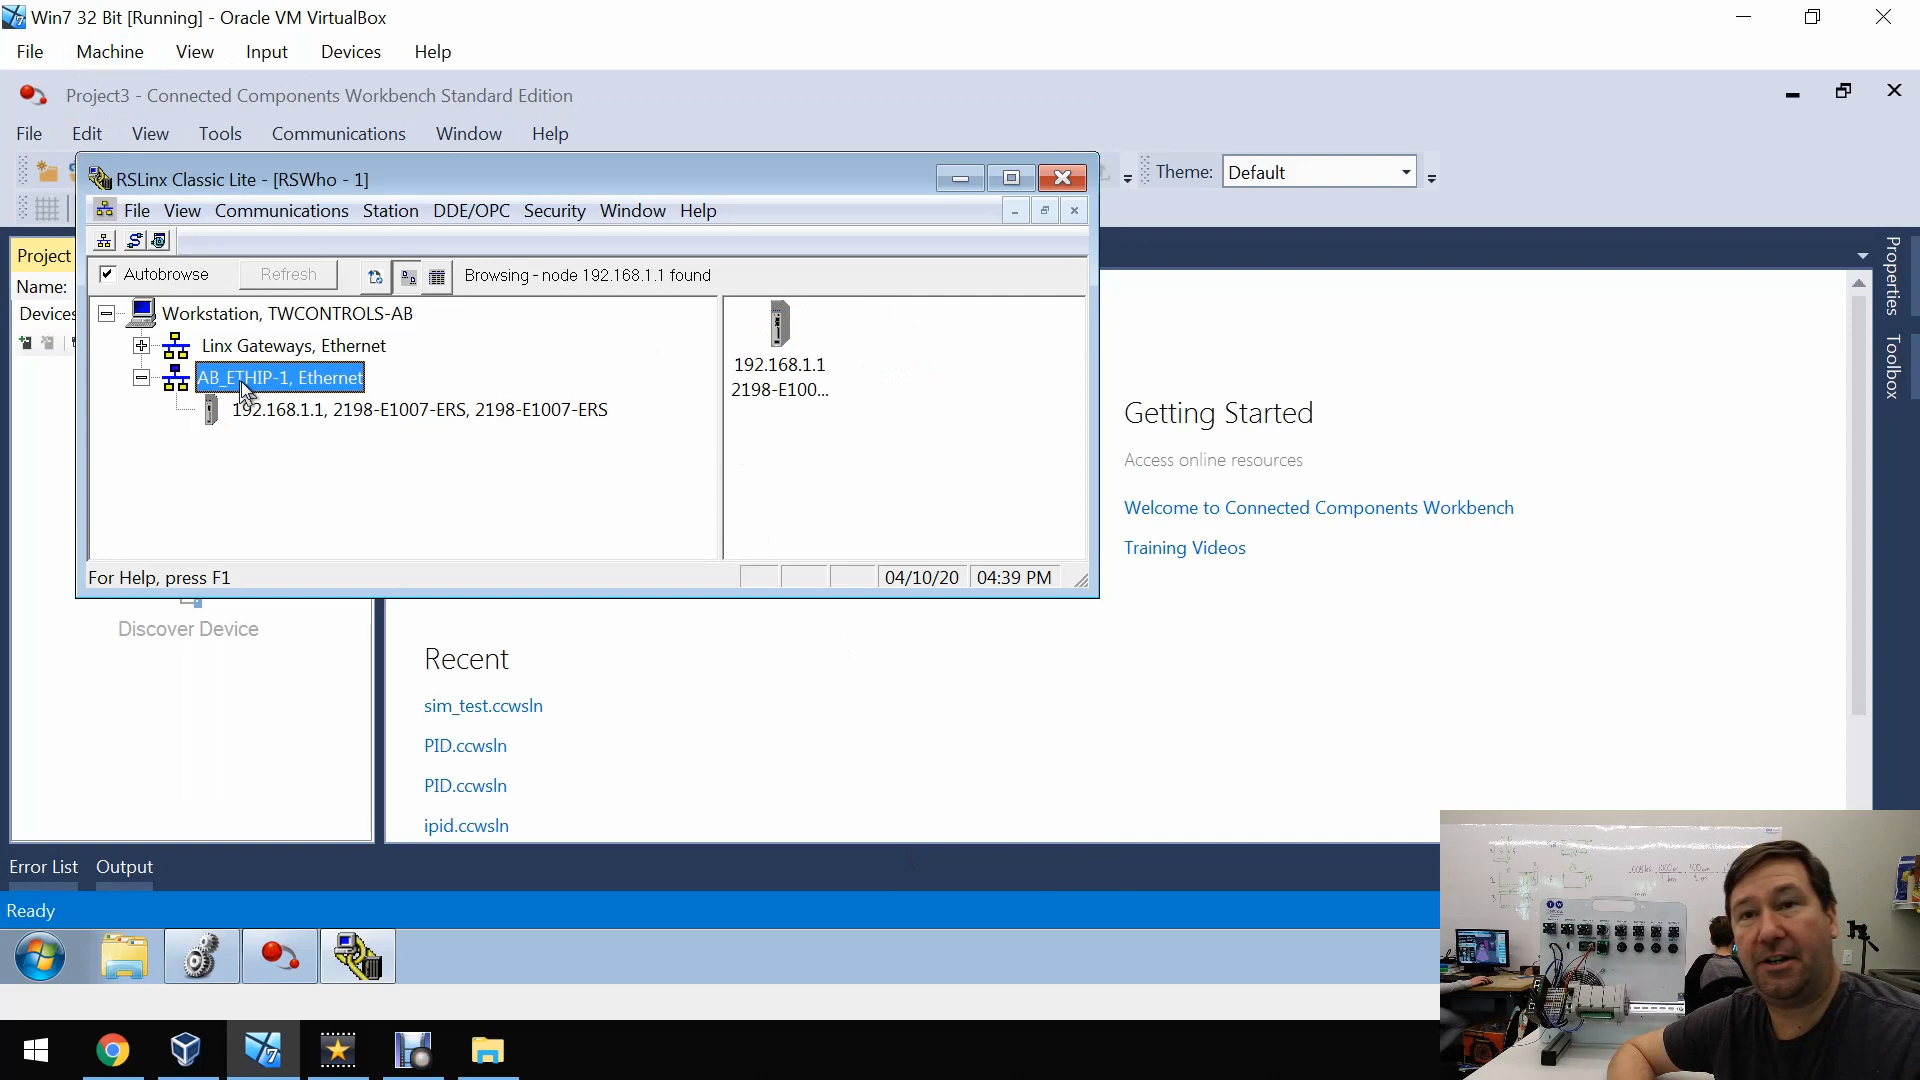 Win7 32 Bit [Running] - Oracle VM VirtualBox
File Machine View Input Devices Help
Project3 - Connected Components Workbench Standard Edition
File Edit View Tools Communications Window Help
Theme: Default
RSLinx Classic Lite - [RSWho - 1]
File View Communications Station DDE/OPC Security Window Help
Autobrowse Refresh Browsing - node 192.168.1.1 found
Workstation, TWCONTROLS-AB
Linx Gateways, Ethernet
AB_ETHIP-1, Ethernet
192.168.1.1, 2198-E1007-ERS, 2198-E1007-ERS
192.168.1.1
2198-E100...
For Help, press F1 04/10/20 04:39 PM
Project
Name:
Devices
Discover Device
Properties
Toolbox
Getting Started
Access online resources
Welcome to Connected Components Workbench
Training Videos
Recent
sim_test.ccwsln
PID.ccwsln
PID.ccwsln
ipid.ccwsln
Error List Output
Ready